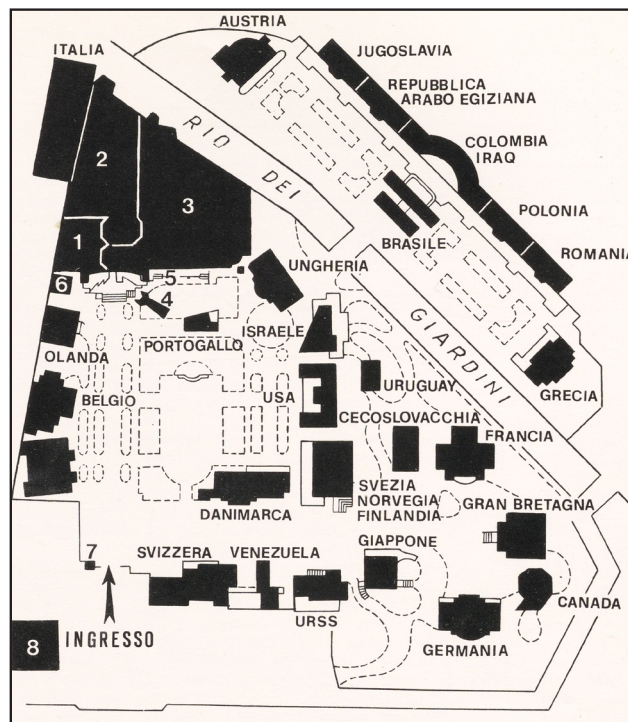 AUSTRIA
ITALIA
JUGOSLAVIA
REPUBBLICA
ARABO EGIZIANA
COLOMBIA
IRAQ
POLONIA
ROMANIA
2
3
RIO DEI
BRASILE
1
5
6
4
UNGHERIA
GIARDINI
ISRAELE
PORTOGALLO
OLANDA
BELGIO
USA
URUGUAY
GRECIA
CECOSLOVACCHIA
FRANCIA
SVEZIA
NORVEGIA
FINLANDIA
GRAN BRETAGNA
DANIMARCA
GIAPPONE
7
SVIZZERA
VENEZUELA
CANADA
URSS
INGRESSO
8
GERMANIA